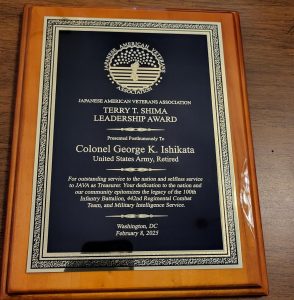 JAPANESE AMERICAN VETERANS
ASSOCIATION
JAPANESE AMERICAN VETERANS ASSOCIATION
TERRY T. SHIMA
LEADERSHIP AWARD
Presented Posthumously To
Colonel George K. Ishikata
United States Army, Retired
For outstanding service to the nation and selfless service
to JAVA as Treasurer. Your dedication to the nation and
our community epitomizes the legacy of the 100th
Infantry Battalion, 442nd Regimental Combat
Team, and Military Intelligence Service.
Washington, DC
February 8, 2025